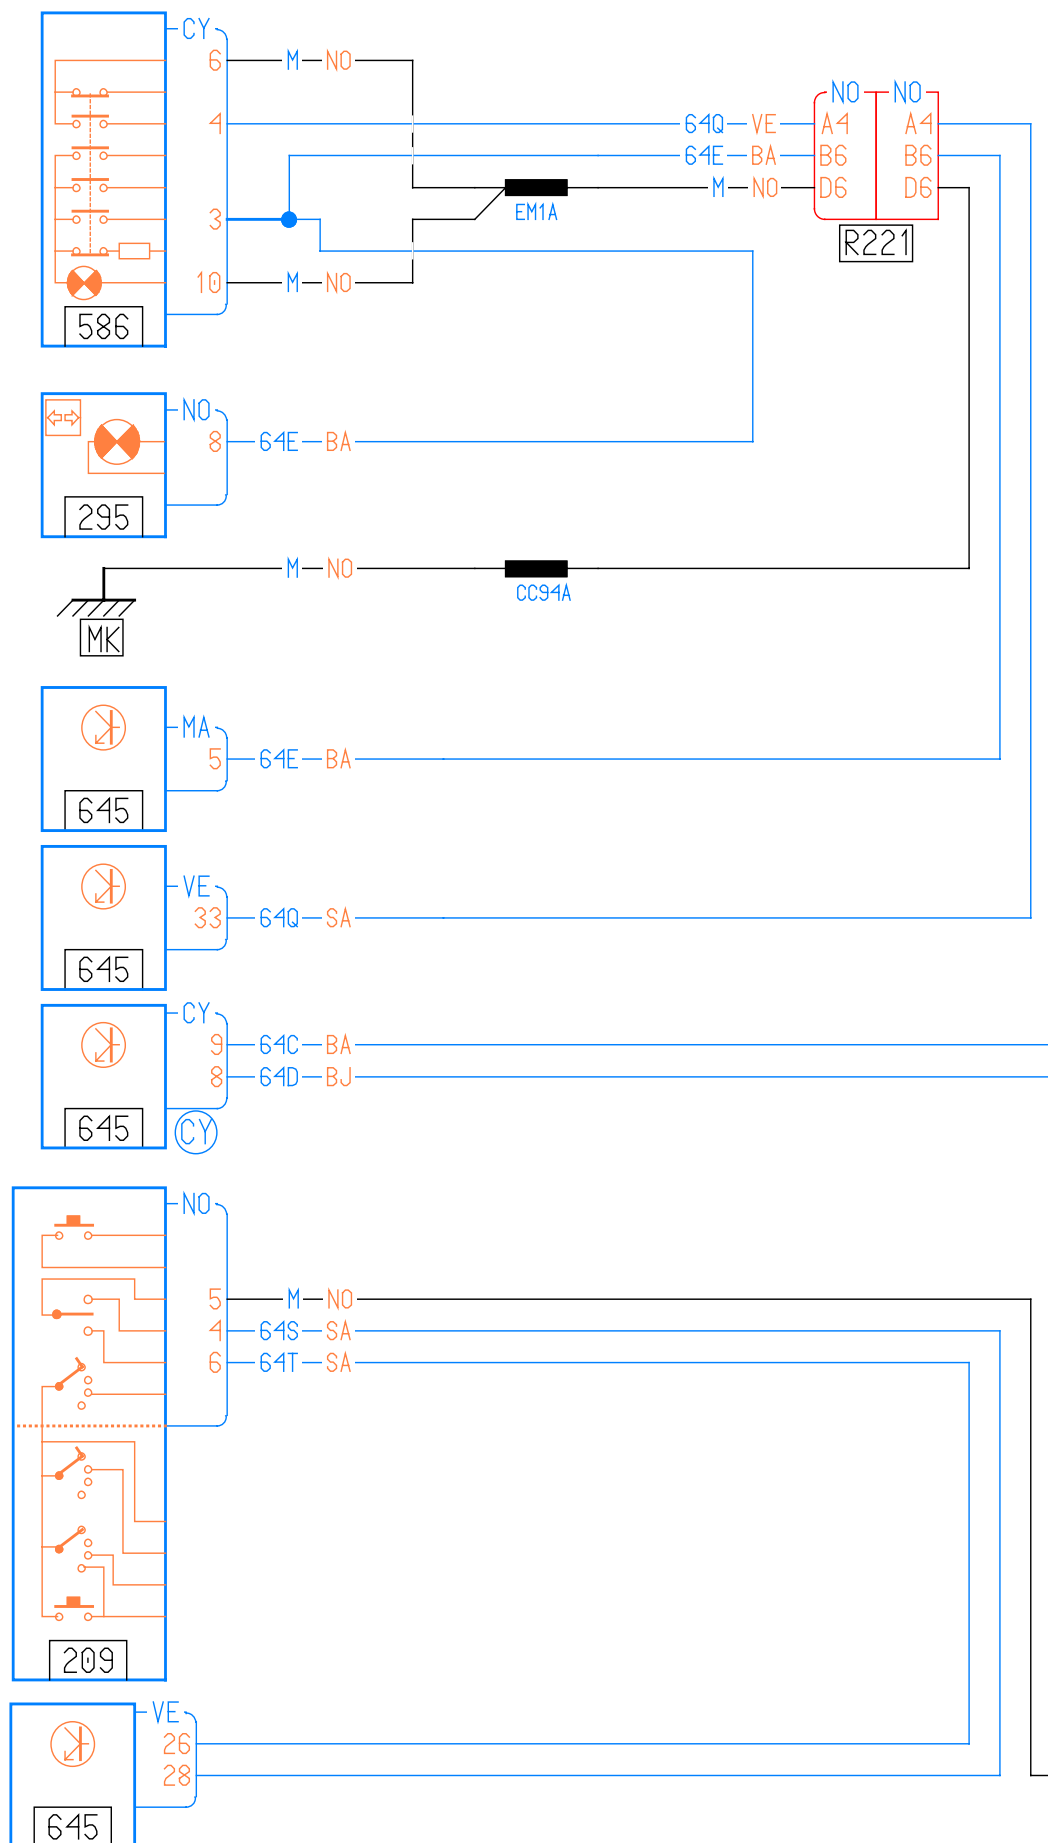 CY
6 M NO
NO NO
4 64Q VE A4 A4
64E BA B6 B6
M NO D6 D6
EM1A
3
R221
10 M NO
586
NO
8 64E BA
295
M NO
CC94A
MK
MA
5 64E BA
645
VE
33 64Q SA
645
CY
9 64C BA
8 64D BJ
645 CY
NO
5 M NO
4 64S SA
6 64T SA
209
VE
26
28
645